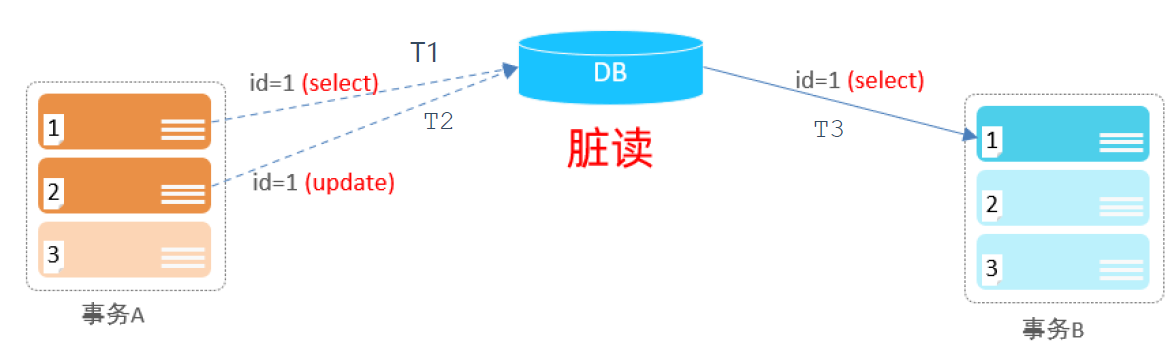 T1
id=1 (select)
T2
id=1 (update)
1
2
3
事务A
DB
脏读
id=1 (select)
T3
1
2
3
事务B